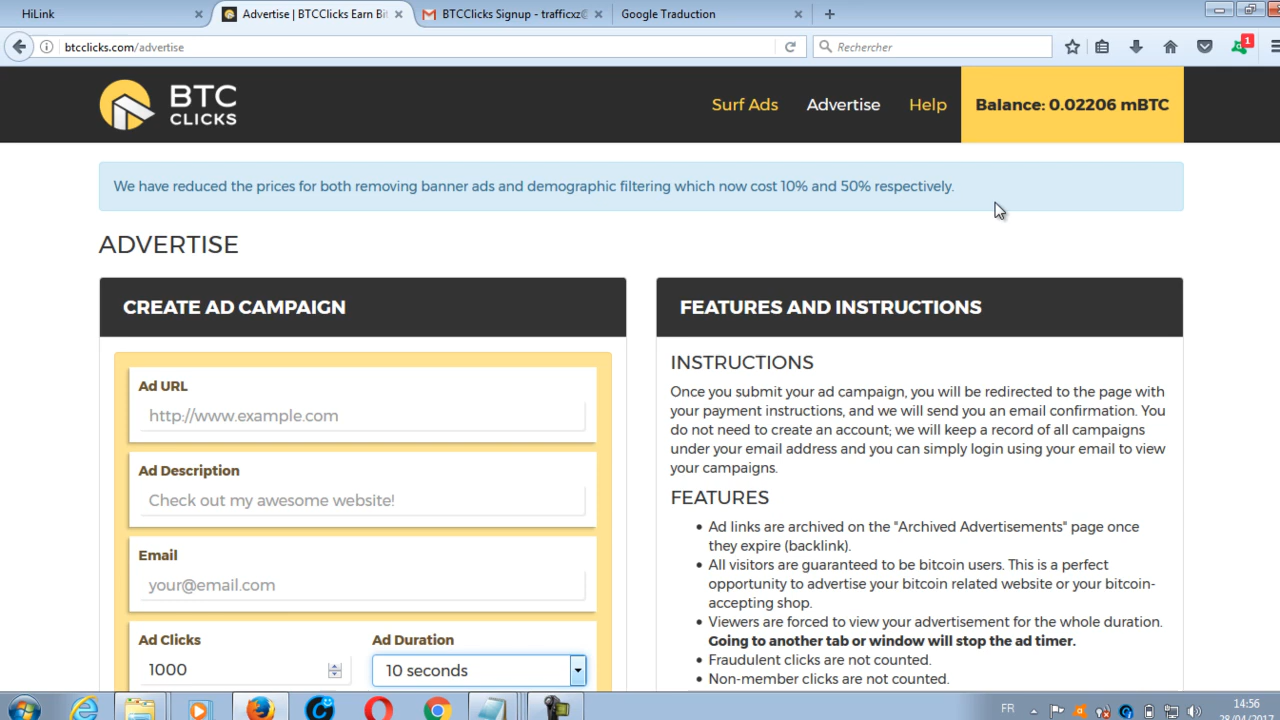 HiLink
Advertise | BTCClicks Earn Bit
BTCClicks Signup - trafficxz@
Google Traduction
btcclicks.com/advertise
Rechercher
1
BTC
CLICKS
Surf Ads
Advertise
Help
Balance: 0.02206 mBTC
We have reduced the prices for both removing banner ads and demographic filtering which now cost 10% and 50% respectively.
ADVERTISE
CREATE AD CAMPAIGN
Ad URL
http://www.example.com
Ad Description
Check out my awesome website!
Email
your@email.com
Ad Clicks
Ad Duration
1000
10 seconds
FEATURES AND INSTRUCTIONS
INSTRUCTIONS
Once you submit your ad campaign, you will be redirected to the page with
your payment instructions, and we will send you an email confirmation. You
do not need to create an account; we will keep a record of all campaigns
under your email address and you can simply login using your email to view
your campaigns.
FEATURES
• Ad links are archived on the "Archived Advertisements" page once
they expire (backlink).
• All visitors are guaranteed to be bitcoin users. This is a perfect
opportunity to advertise your bitcoin related website or your bitcoin-
accepting shop.
• Viewers are forced to view your advertisement for the whole duration.
Going to another tab or window will stop the ad timer.
• Fraudulent clicks are not counted.
• Non-member clicks are not counted.
FR
14:56
28/04/2017